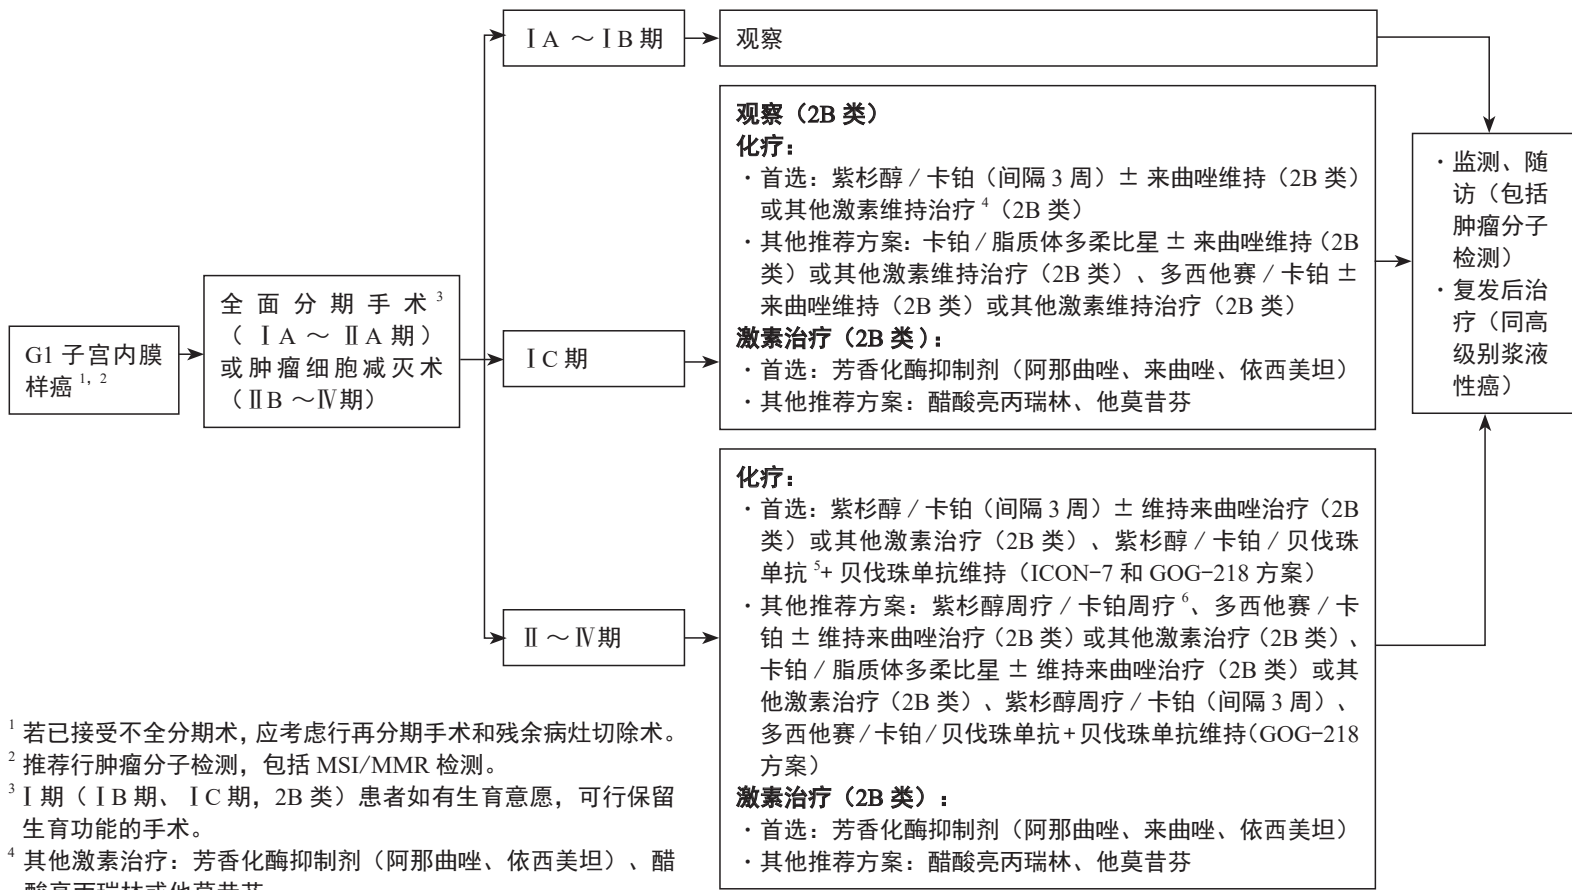 ⅠA ～ⅠB 期
观察
观察（2B 类）
化疗：
· 首选：紫杉醇 / 卡铂（间隔 3 周）± 来曲唑维持（2B 类）
或其他激素维持治疗 4（2B 类）
· 其他推荐方案：卡铂 / 脂质体多柔比星 ± 来曲唑维持（2B
类）或其他激素维持治疗（2B 类）、多西他赛 / 卡铂 ±
来曲唑维持（2B 类）或其他激素维持治疗（2B 类）
激素治疗（2B 类）：
· 首选：芳香化酶抑制剂（阿那曲唑、来曲唑、依西美坦）
· 其他推荐方案：醋酸亮丙瑞林、他莫昔芬
· 监测、随
访（包括
肿瘤分子
检测）
· 复发后治
疗（同高
级别浆液
性癌）
G1 子宫内膜
样癌 1，2
全面分期手术 3
（ⅠA ～ⅡA 期）
或肿瘤细胞减灭术
（ⅡB ～Ⅳ期）
ⅠC 期
Ⅱ～Ⅳ期
化疗：
· 首选：紫杉醇 / 卡铂（间隔 3 周）± 维持来曲唑治疗（2B
类）或其他激素治疗（2B 类）、紫杉醇 / 卡铂 / 贝伐珠
单抗 5+ 贝伐珠单抗维持（ICON-7 和 GOG-218 方案）
· 其他推荐方案：紫杉醇周疗 / 卡铂周疗 6、多西他赛 / 卡
铂 ± 维持来曲唑治疗（2B 类）或其他激素治疗（2B 类）、
卡铂 / 脂质体多柔比星 ± 维持来曲唑治疗（2B 类）或其
他激素治疗（2B 类）、紫杉醇周疗 / 卡铂（间隔 3 周）、
多西他赛/卡铂/贝伐珠单抗+贝伐珠单抗维持（GOG-218
方案）
激素治疗（2B 类）：
· 首选：芳香化酶抑制剂（阿那曲唑、来曲唑、依西美坦）
· 其他推荐方案：醋酸亮丙瑞林、他莫昔芬
1 若已接受不全分期术，应考虑行再分期手术和残余病灶切除术。
2 推荐行肿瘤分子检测，包括 MSI/MMR 检测。
3 Ⅰ期（ⅠB 期、ⅠC 期，2B 类）患者如有生育意愿，可行保留
生育功能的手术。
4 其他激素治疗：芳香化酶抑制剂（阿那曲唑、依西美坦）、醋
酸亮丙瑞林或他莫昔芬